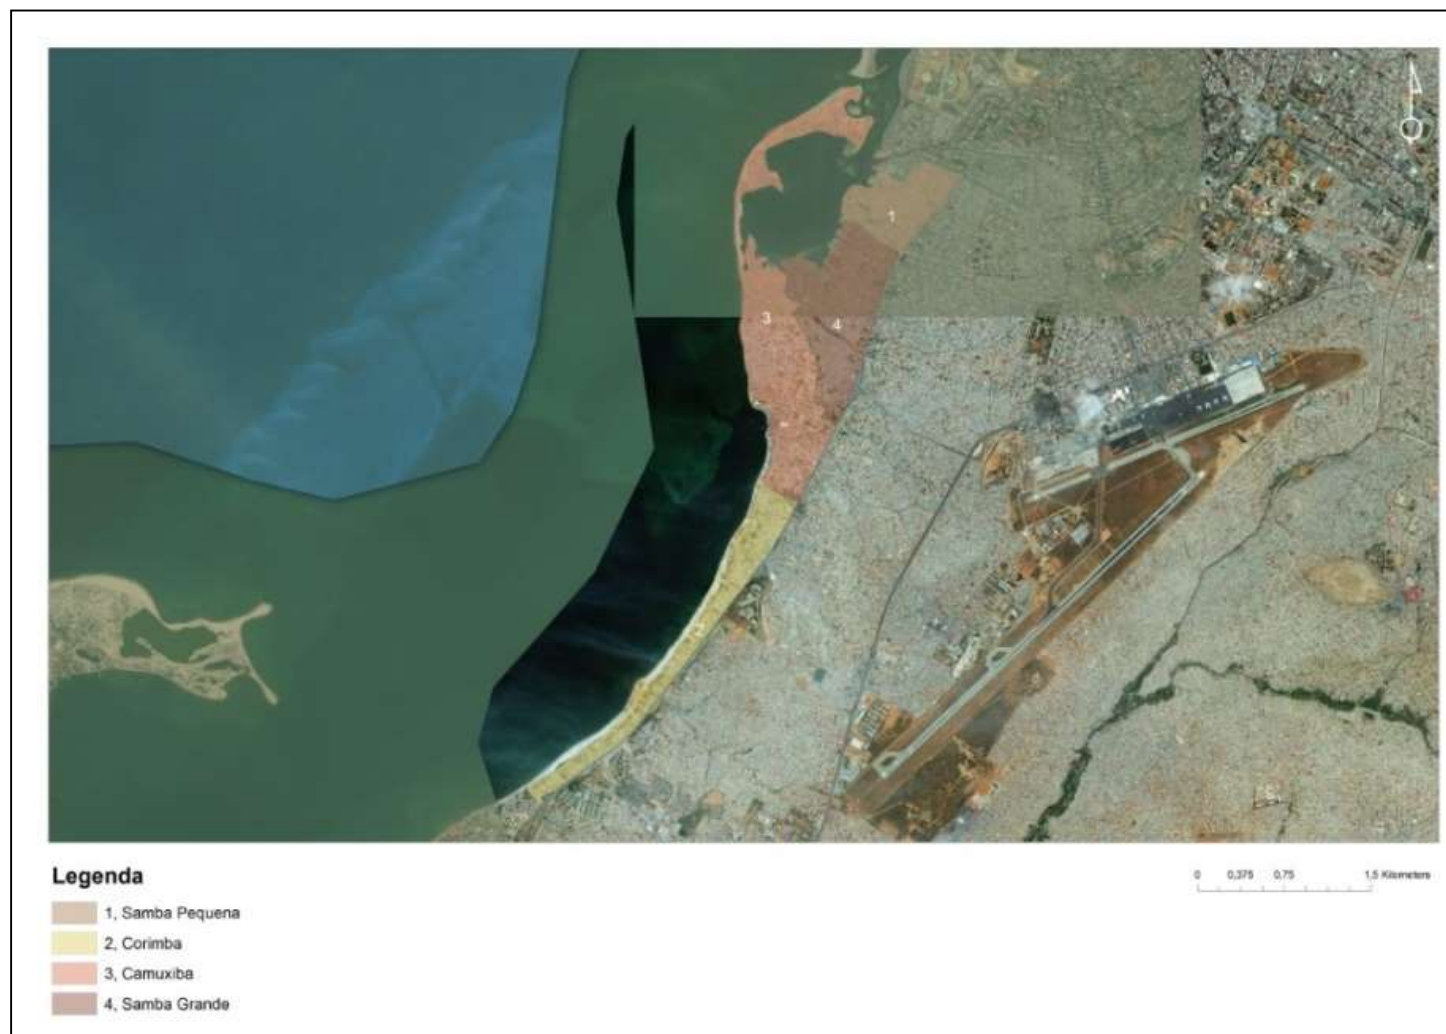 1
3
4
Legenda
0 0,375 0,75 1,5 Kilometers
1, Samba Pequena
2, Corimba
3, Camuxiba
4, Samba Grande